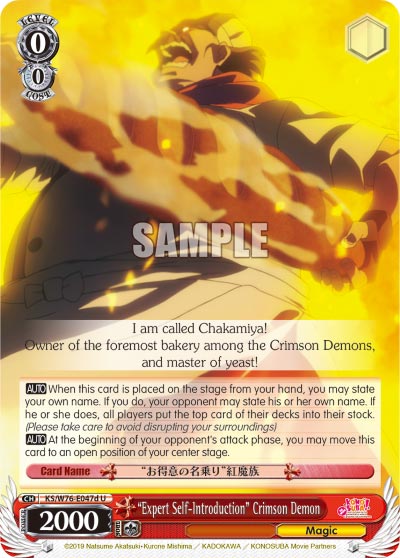 LEVEL
0
0
COST
SAMPLE
I am called Chakamiya!
Owner of the foremost bakery among the Crimson Demons,
and master of yeast!
AUTO When this card is placed on the stage from your hand, you may state
your own name. If you do, your opponent may state his or her own name. If
he or she does, all players put the top card of their decks into their stock.
(Please take care to avoid disrupting your surroundings)
AUTO At the beginning of your opponent's attack phase, you may move this
card to an open position of your stage.
Card Name “お得意の名乗り”紅魔族
CH KS/W76-E047d U
“Expert Self-Introduction” Crimson Demon
POWER
2000
SOUL
Magic
©2019 Natsume Akatsuki・Kurone Mishima / KADOKAWA / KONOSUBA Movie Partners